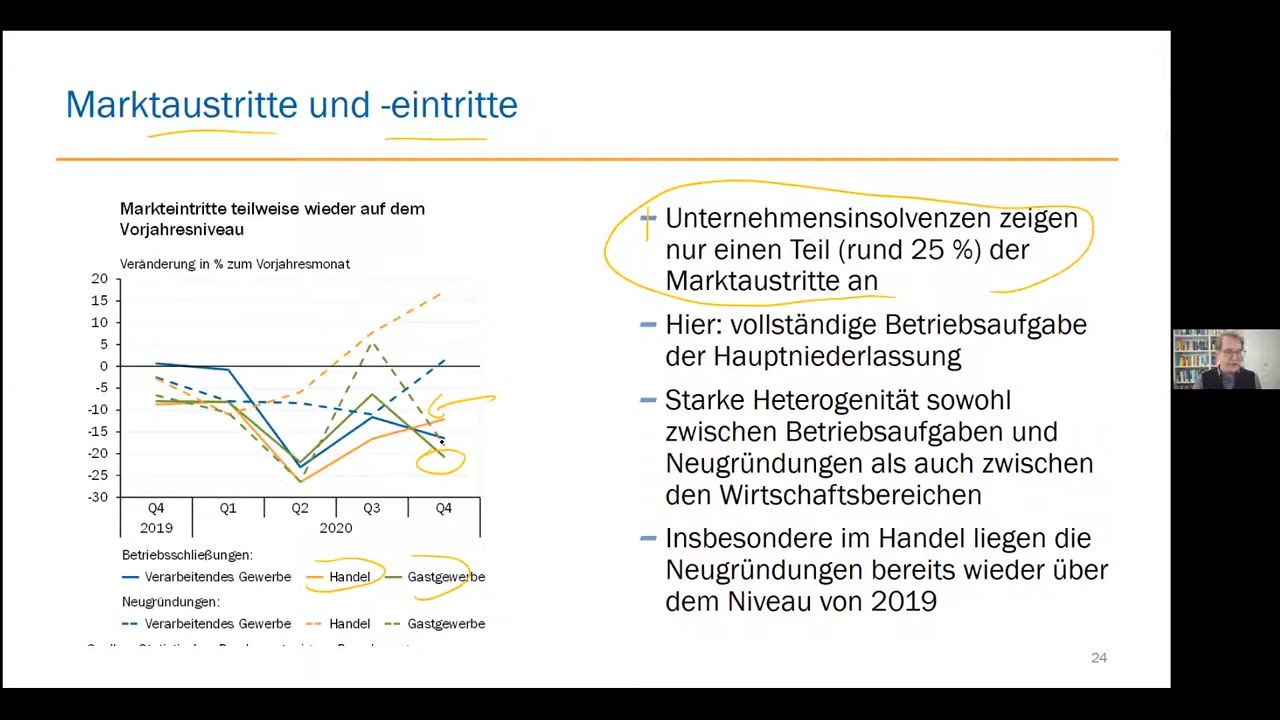 Marktaustritte und -eintritte
Markteintritte teilweise wieder auf dem
Vorjahresniveau
Veränderung in % zum Vorjahresmonat
20
15
10
5
0
-5
-10
-15
-20
-25
-30
Q4 Q1 Q2 Q3 Q4
2019 2020
Betriebsschließungen:
Verarbeitendes Gewerbe Handel Gastgewerbe
Neugründungen:
Verarbeitendes Gewerbe Handel Gastgewerbe
– Unternehmensinsolvenzen zeigen
nur einen Teil (rund 25 %) der
Marktaustritte an
– Hier: vollständige Betriebsaufgabe
der Hauptniederlassung
– Starke Heterogenität sowohl
zwischen Betriebsaufgaben und
Neugründungen als auch zwischen
den Wirtschaftsbereichen
– Insbesondere im Handel liegen die
Neugründungen bereits wieder über
dem Niveau von 2019
24